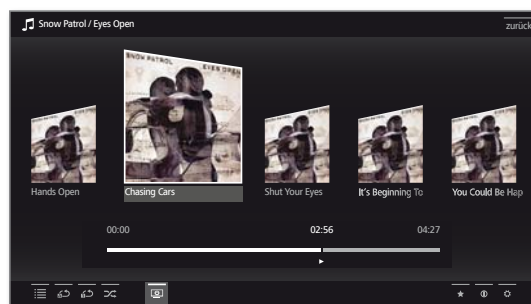 Snow Patrol / Eyes Open
zurück
SNOW PATROL EYES OPEN
Hands Open
Chasing Cars
Shut Your Eyes
It's Beginning To
You Could Be Hap
00:00
02:56
04:27